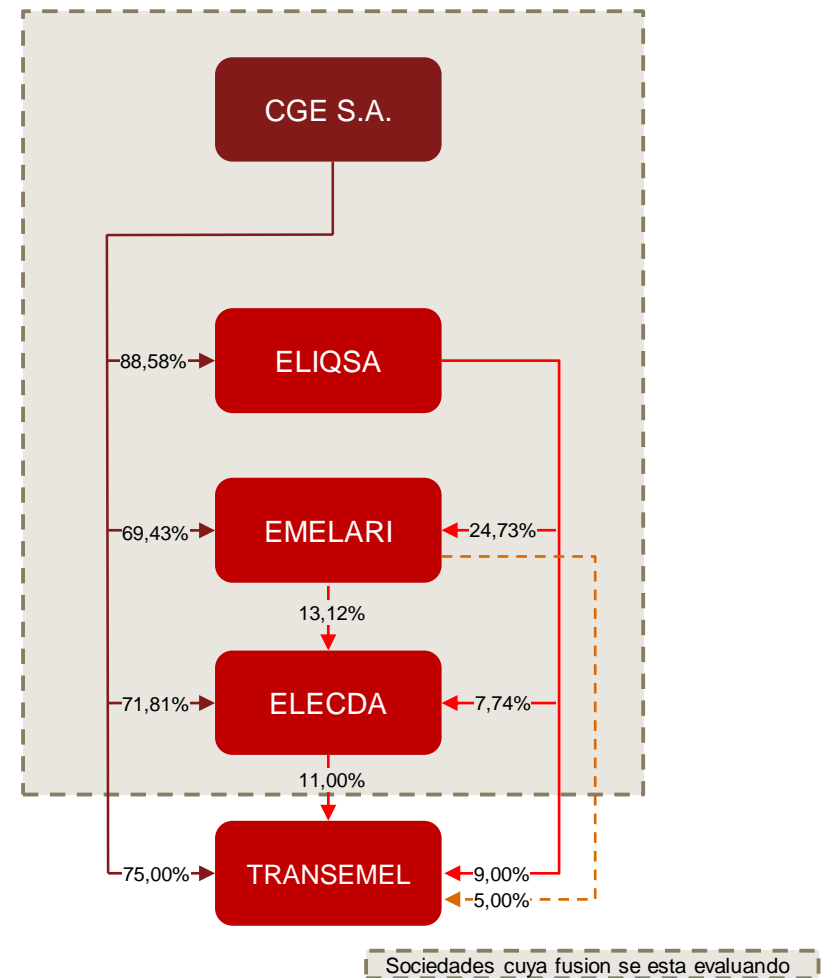 CGE S.A.
88,58%
ELIQSA
69,43%
EMELARI
24,73%
13,12%
71,81%
ELECDA
7,74%
11,00%
75,00%
TRANSEMEL
9,00%
5,00%
Sociedades cuya fusion se esta evaluando